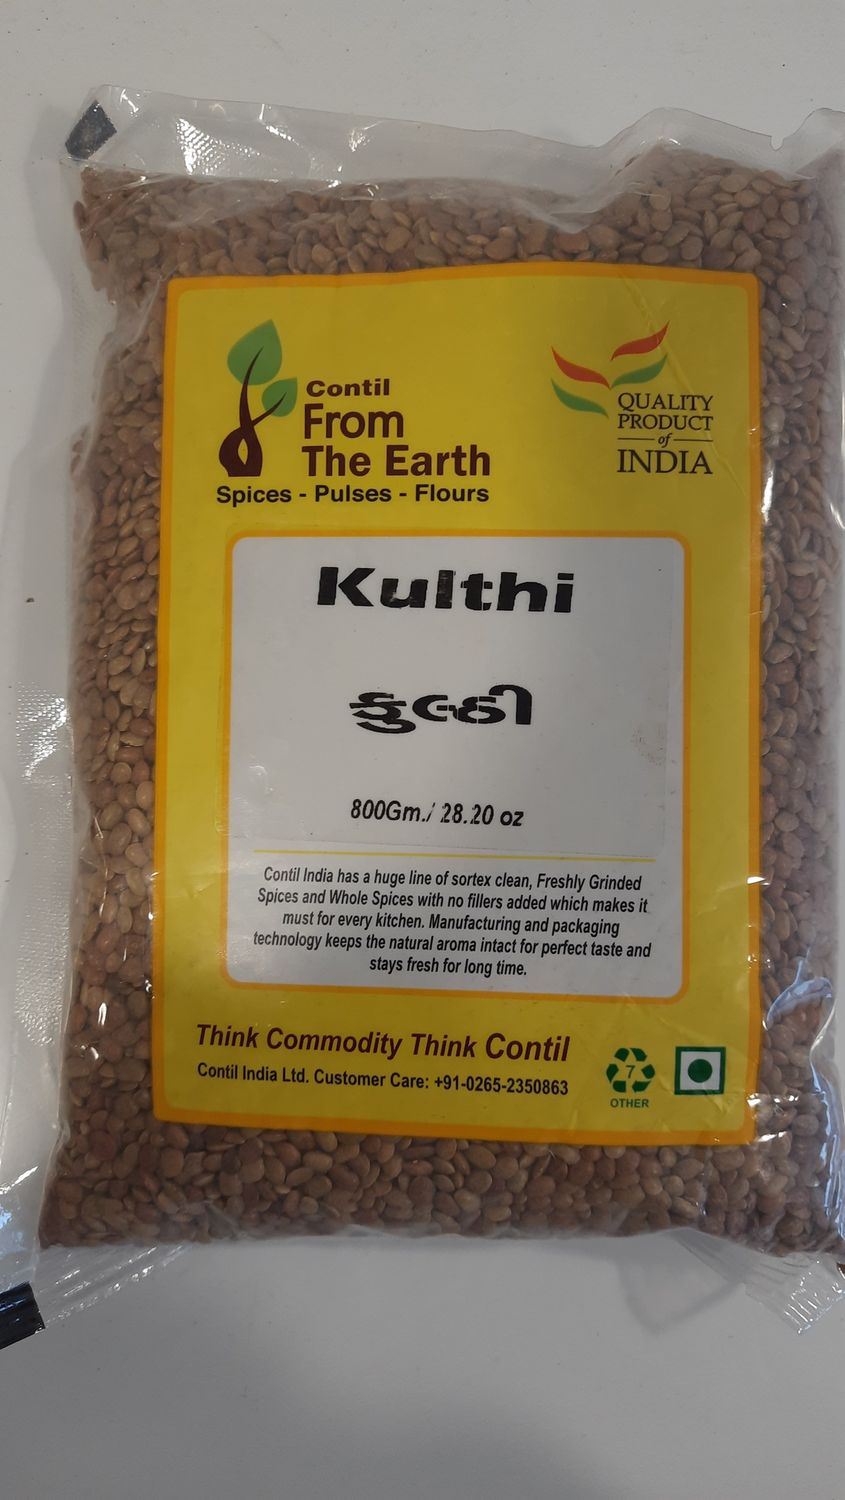 Contil
From
The Earth
Spices - Pulses - Flours
QUALITY
PRODUCT
of
INDIA
Kulthi
કુલ્ઠી
800Gm./ 28.20 oz
Contil India has a huge line of sortex clean, Freshly Grinded
Spices and Whole Spices with no fillers added which makes it
must for every kitchen. Manufacturing and packaging
technology keeps the natural aroma intact for perfect taste and
stays fresh for long time.
Think Commodity Think Contil
Contil India Ltd. Customer Care: +91-0265-2350863
7
OTHER